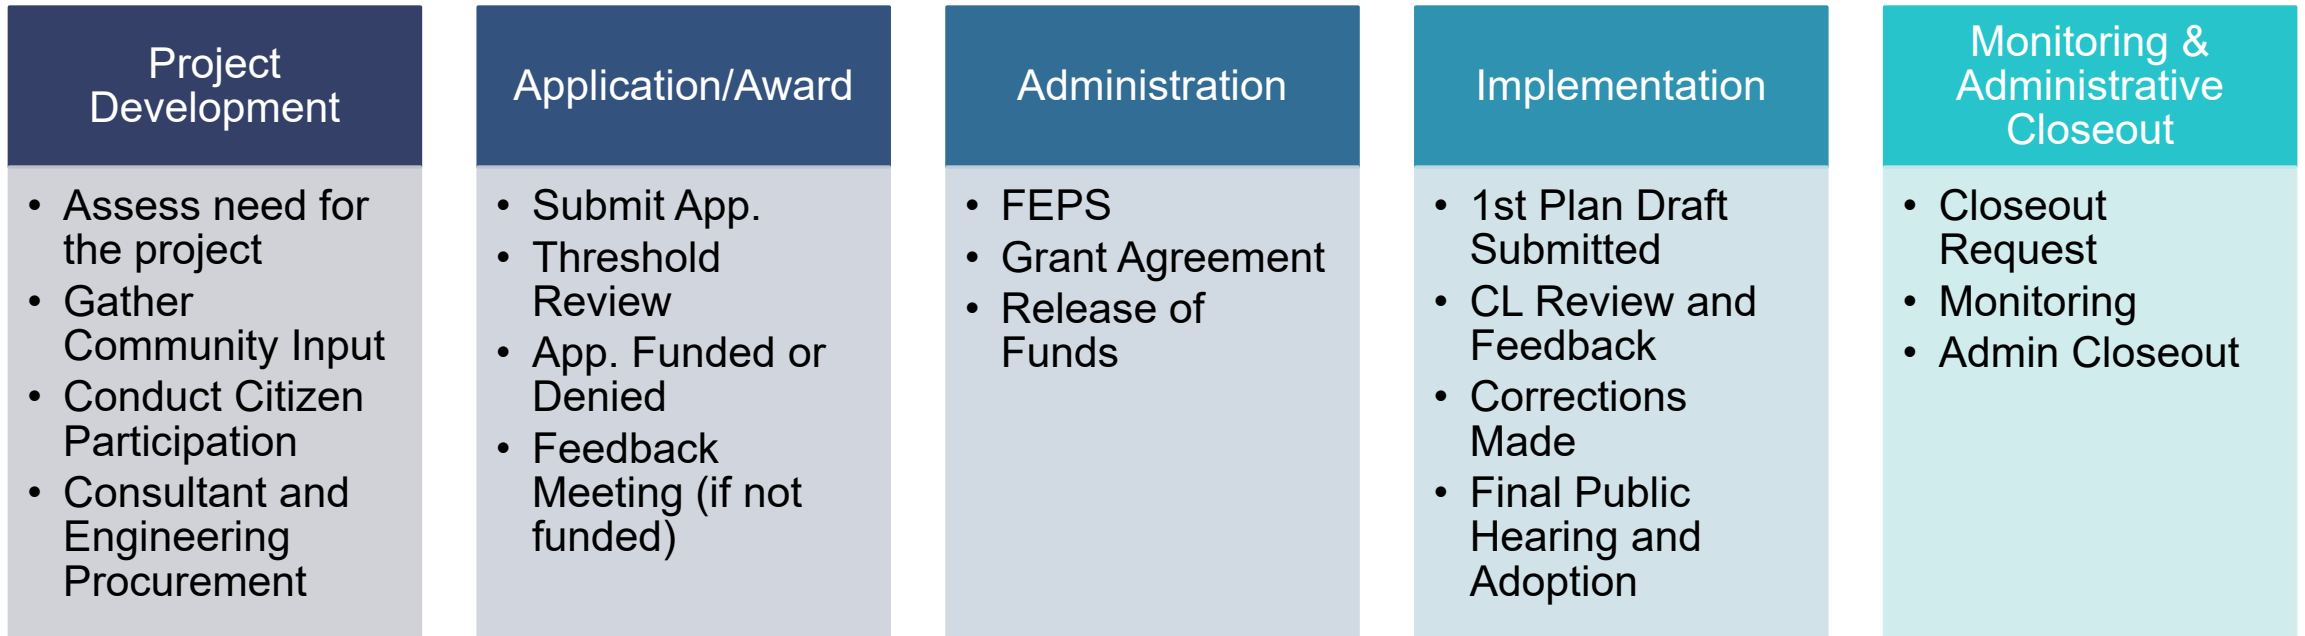 Project
Development
• Assess need for
the project
• Gather
Community Input
• Conduct Citizen
Participation
• Consultant and
Engineering
Procurement
Application/Award
• Submit App.
• Threshold
Review
• App. Funded or
Denied
• Feedback
Meeting (if not
funded)
Administration
• FEPS
• Grant Agreement
• Release of
Funds
Implementation
• 1st Plan Draft
Submitted
• CL Review and
Feedback
• Corrections
Made
• Final Public
Hearing and
Adoption
Monitoring &
Administrative
Closeout
• Closeout
Request
• Monitoring
• Admin Closeout